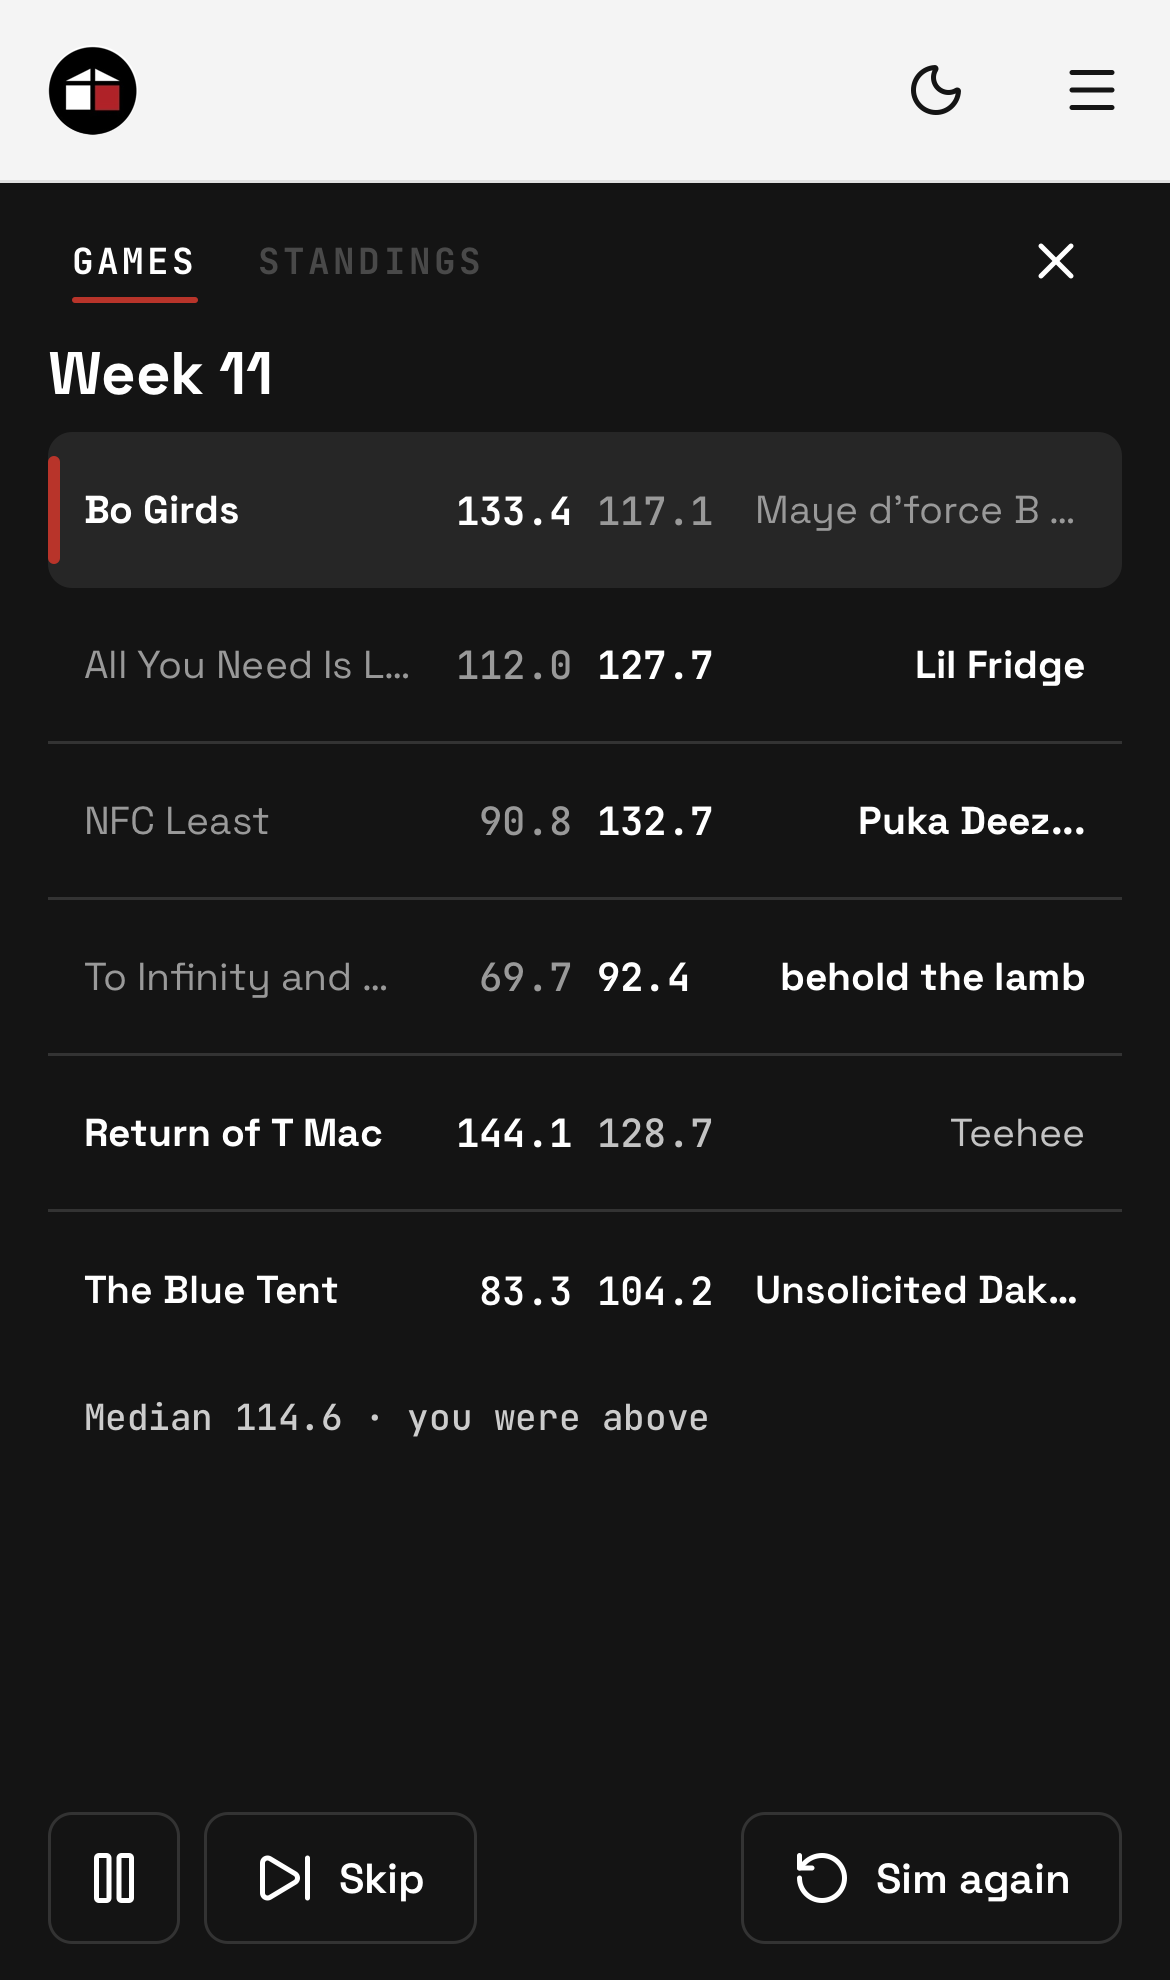 GAMES STANDINGS
Week 11
Bo Girds 133.4 117.1 Maye d’force B ...
All You Need Is L... 112.0 127.7 Lil Fridge
NFC Least 90.8 132.7 Puka Deez...
To Infinity and ... 69.7 92.4 behold the lamb
Return of T Mac 144.1 128.7 Teehee
The Blue Tent 83.3 104.2 Unsolicited Dak...
Median 114.6 · you were above
Skip Sim again